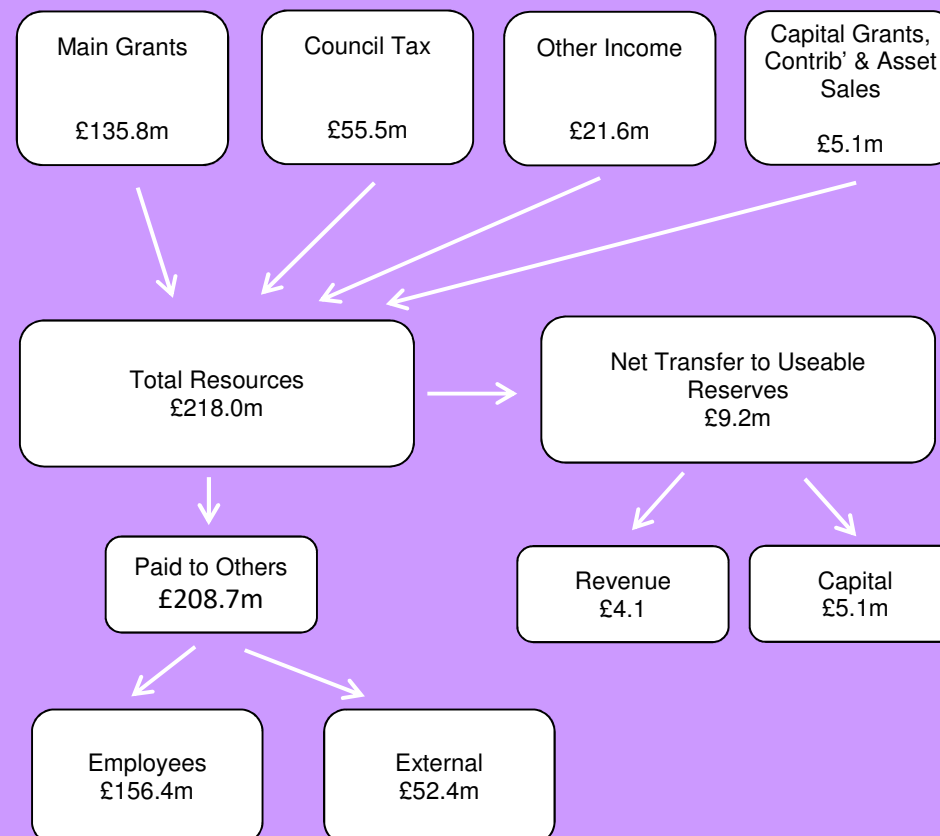 Main Grants
£135.8m
Council Tax
£55.5m
Other Income
£21.6m
Capital Grants,
Contrib’ & Asset
Sales
£5.1m
Total Resources
£218.0m
Net Transfer to Useable
Reserves
£9.2m
Paid to Others
£208.7m
Revenue
£4.1
Capital
£5.1m
Employees
£156.4m
External
£52.4m